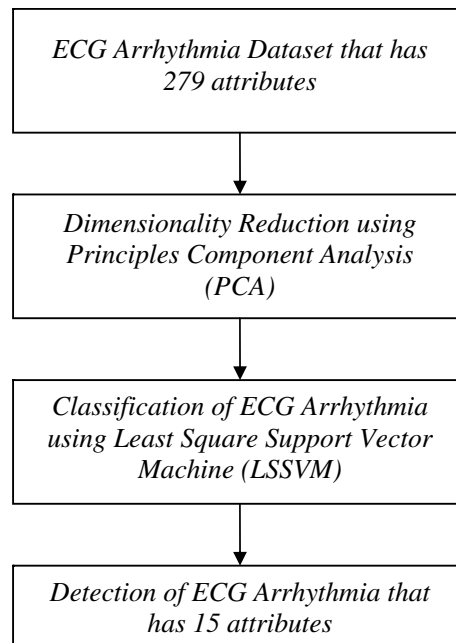 ECG Arrhythmia Dataset that has
279 attributes
Dimensionality Reduction using
Principles Component Analysis
(PCA)
Classification of ECG Arrhythmia
using Least Square Support Vector
Machine (LSSVM)
Detection of ECG Arrhythmia that
has 15 attributes